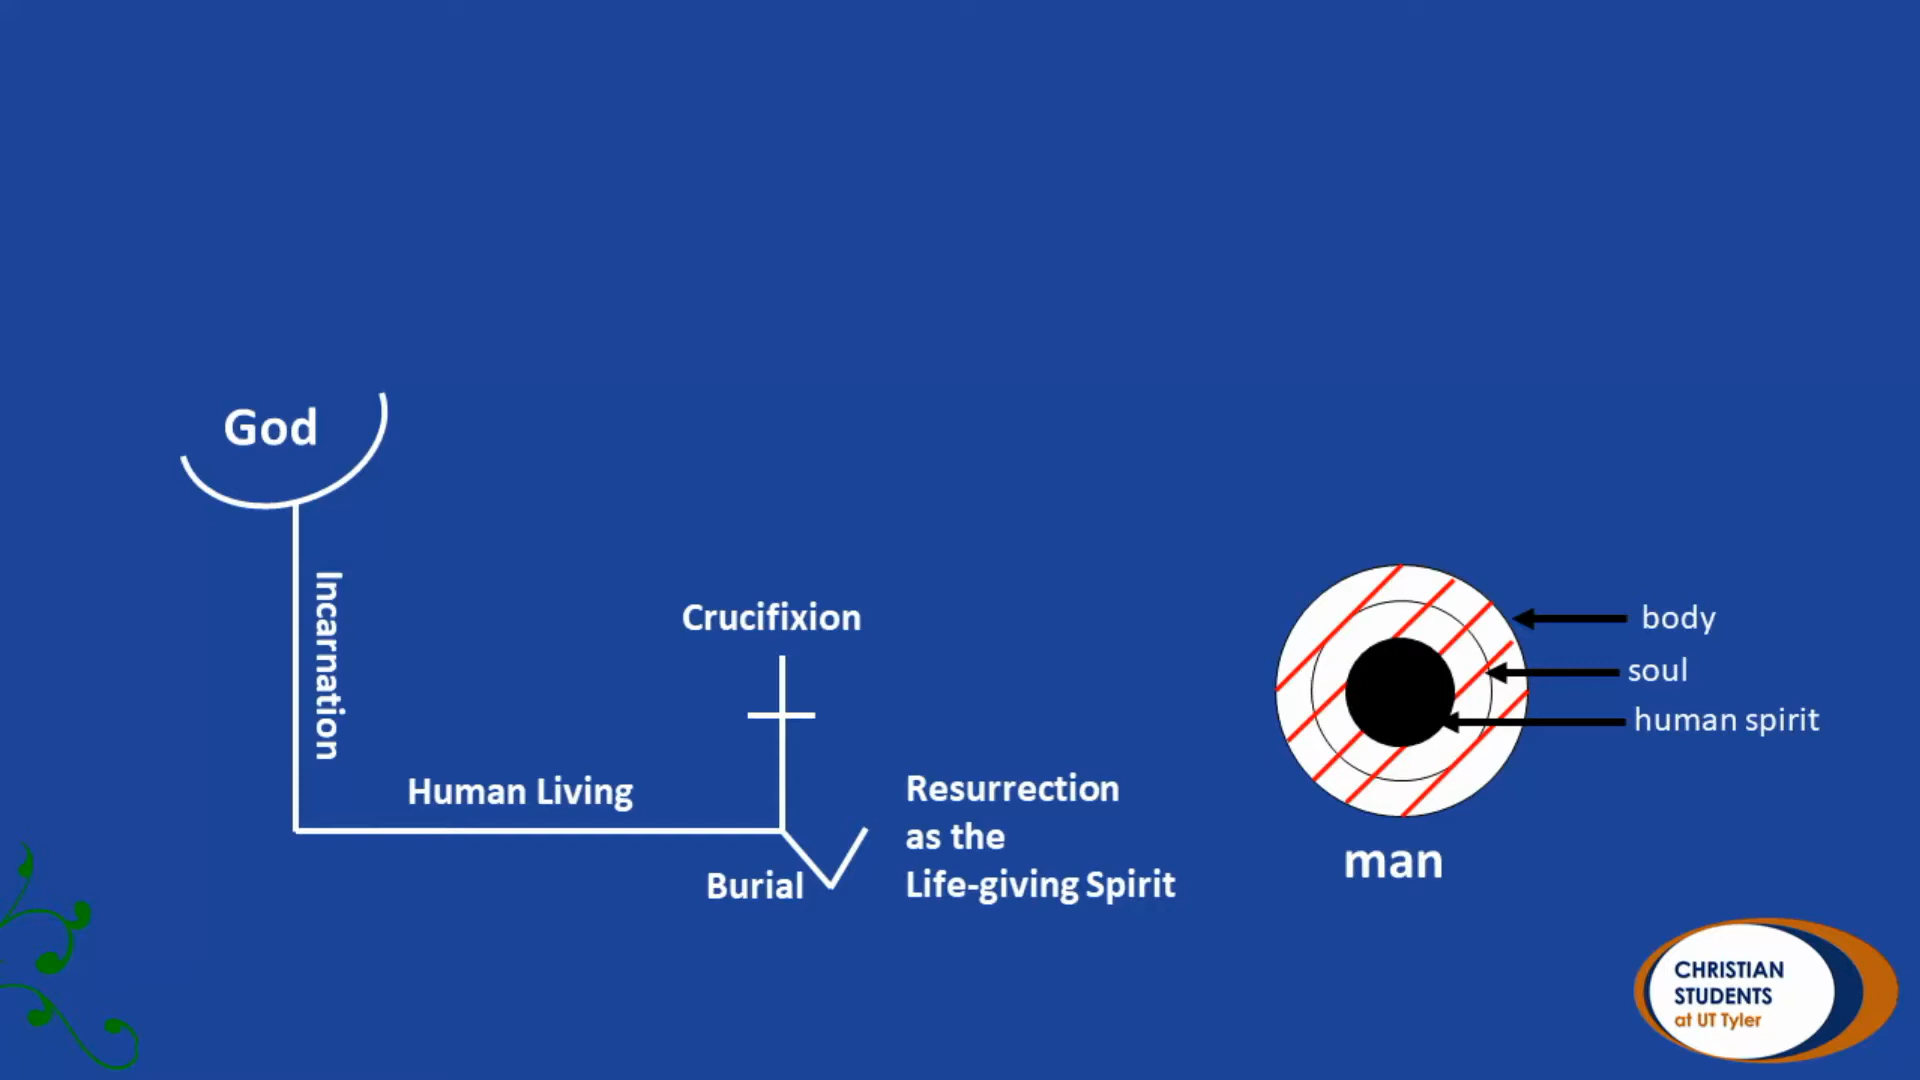 God
Incarnation
Crucifixion
Human Living
Burial
Resurrection
as the
Life-giving Spirit
body
soul
human spirit
man
CHRISTIAN
STUDENTS
at UT Tyler